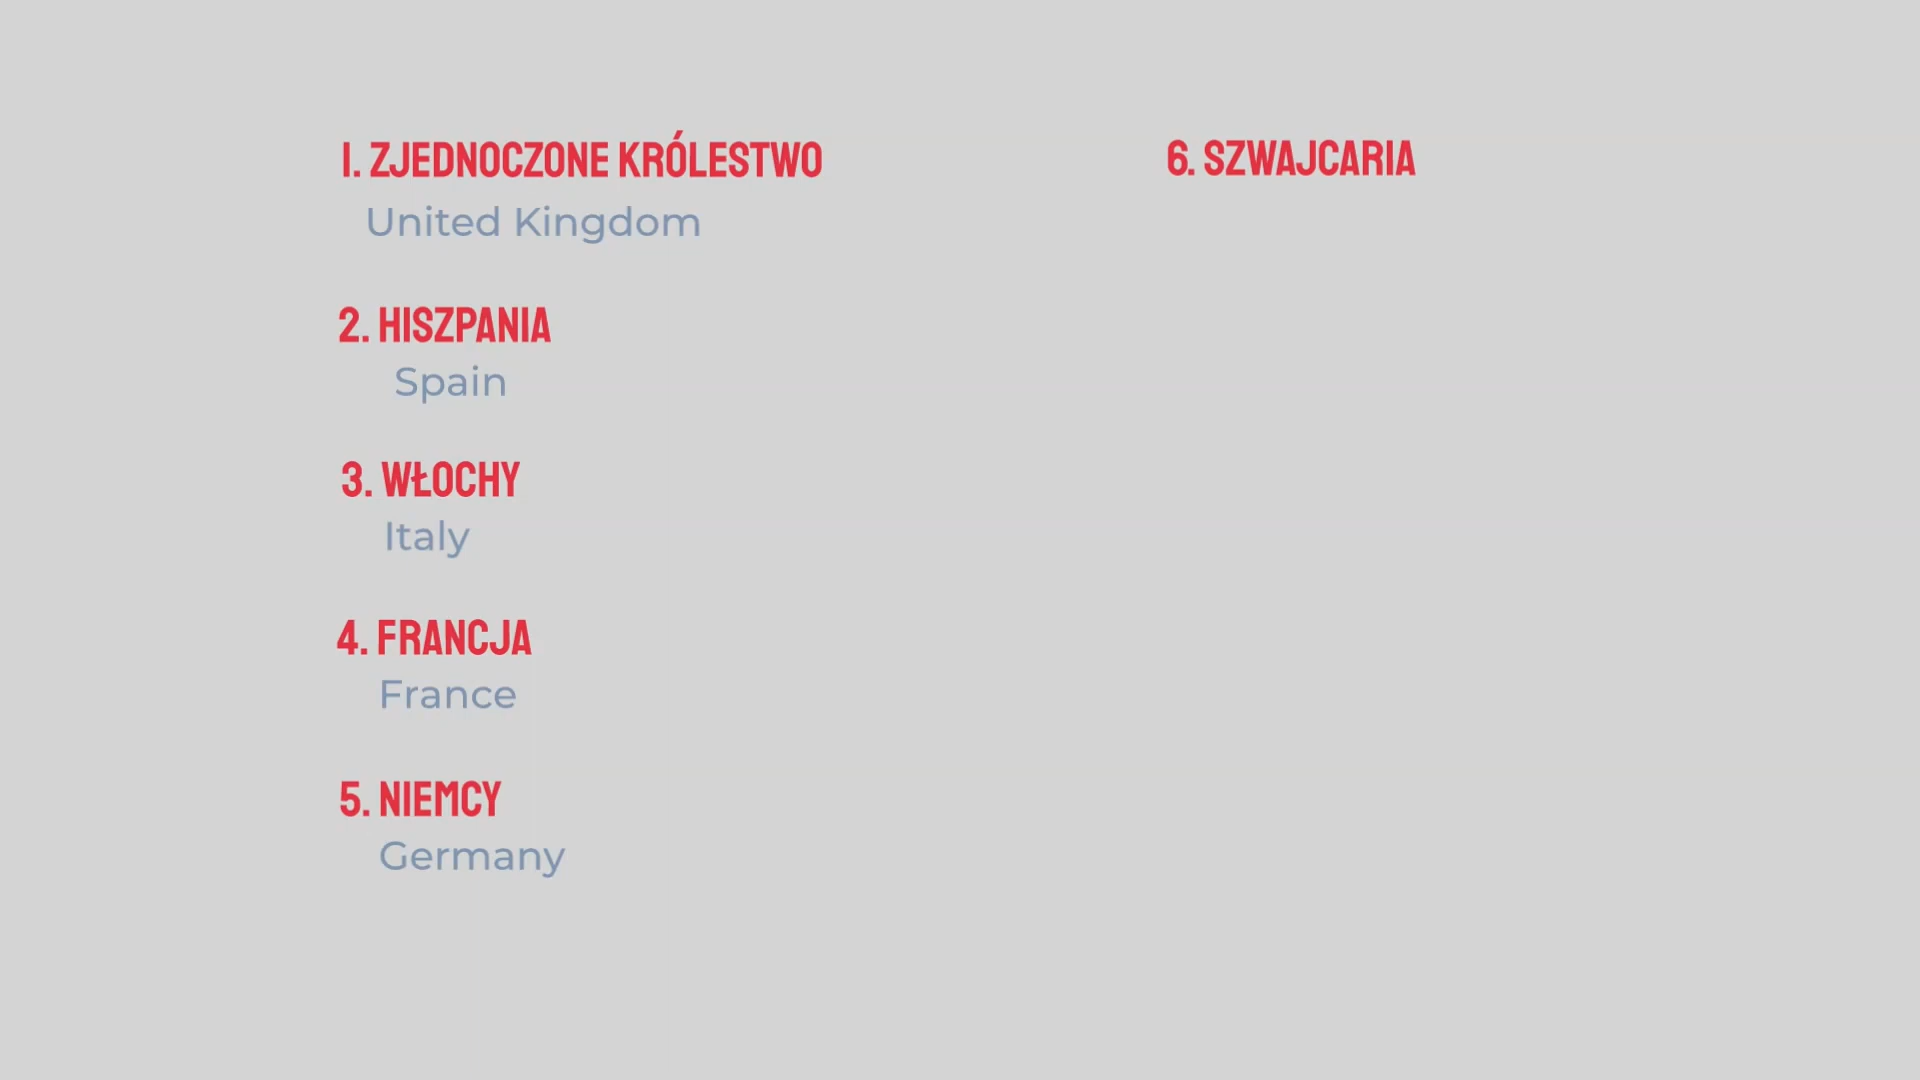 1. ZJEDNOCZONE KRÓLESTWO
United Kingdom
2. HISZPANIA
Spain
3. WŁOCHY
Italy
4. FRANCJA
France
5. NIEMCY
Germany
6. SZWAJCARIA